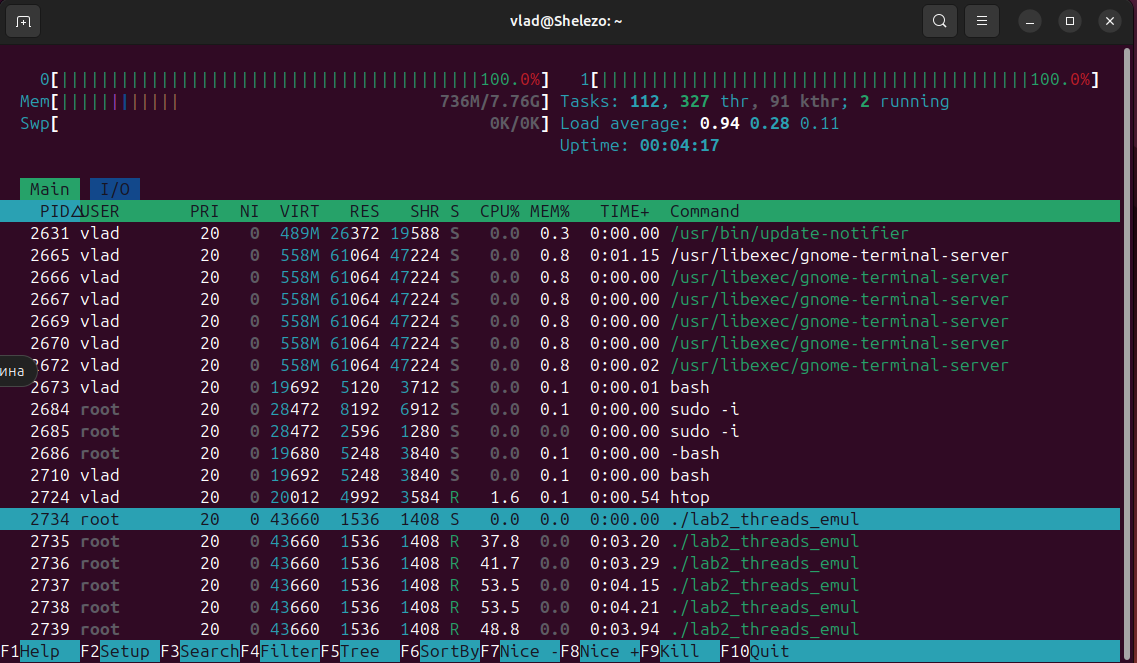 vlad@Shelezo: ~
0[||||||||||||||||||||||||||||||||||||||||||100.0%] 1[|||||||||||||||||||||||||||||||||||||||||||100.0%]
Mem[|||||||||||| 736M/7.76G] Tasks: 112, 327 thr, 91 kthr; 2 running
Swp[ 0K/0K] Load average: 0.94 0.28 0.11
Uptime: 00:04:17
Main I/O
PID△USER PRI NI VIRT RES SHR S CPU% MEM% TIME+ Command
2631 vlad 20 0 489M 26372 19588 S 0.0 0.3 0:00.00 /usr/bin/update-notifier
2665 vlad 20 0 558M 61064 47224 S 0.0 0.8 0:01.15 /usr/libexec/gnome-terminal-server
2666 vlad 20 0 558M 61064 47224 S 0.0 0.8 0:00.00 /usr/libexec/gnome-terminal-server
2667 vlad 20 0 558M 61064 47224 S 0.0 0.8 0:00.00 /usr/libexec/gnome-terminal-server
2669 vlad 20 0 558M 61064 47224 S 0.0 0.8 0:00.00 /usr/libexec/gnome-terminal-server
2670 vlad 20 0 558M 61064 47224 S 0.0 0.8 0:00.00 /usr/libexec/gnome-terminal-server
ина 2672 vlad 20 0 558M 61064 47224 S 0.0 0.8 0:00.02 /usr/libexec/gnome-terminal-server
2673 vlad 20 0 19692 5120 3712 S 0.0 0.1 0:00.01 bash
2684 root 20 0 28472 8192 6912 S 0.0 0.1 0:00.00 sudo -i
2685 root 20 0 28472 2596 1280 S 0.0 0.0 0:00.00 sudo -i
2686 root 20 0 19680 5248 3840 S 0.0 0.1 0:00.00 -bash
2710 vlad 20 0 19692 5248 3840 S 0.0 0.1 0:00.00 bash
2724 vlad 20 0 20012 4992 3584 R 1.6 0.1 0:00.54 htop
2734 root 20 0 43660 1536 1408 S 0.0 0.0 0:00.00 ./lab2_threads_emul
2735 root 20 0 43660 1536 1408 R 37.8 0.0 0:03.20 ./lab2_threads_emul
2736 root 20 0 43660 1536 1408 R 41.7 0.0 0:03.29 ./lab2_threads_emul
2737 root 20 0 43660 1536 1408 R 53.5 0.0 0:04.15 ./lab2_threads_emul
2738 root 20 0 43660 1536 1408 R 53.5 0.0 0:04.21 ./lab2_threads_emul
2739 root 20 0 43660 1536 1408 R 48.8 0.0 0:03.94 ./lab2_threads_emul
F1Help F2Setup F3SearchF4FilterF5Tree F6SortByF7Nice -F8Nice +F9Kill F10Quit